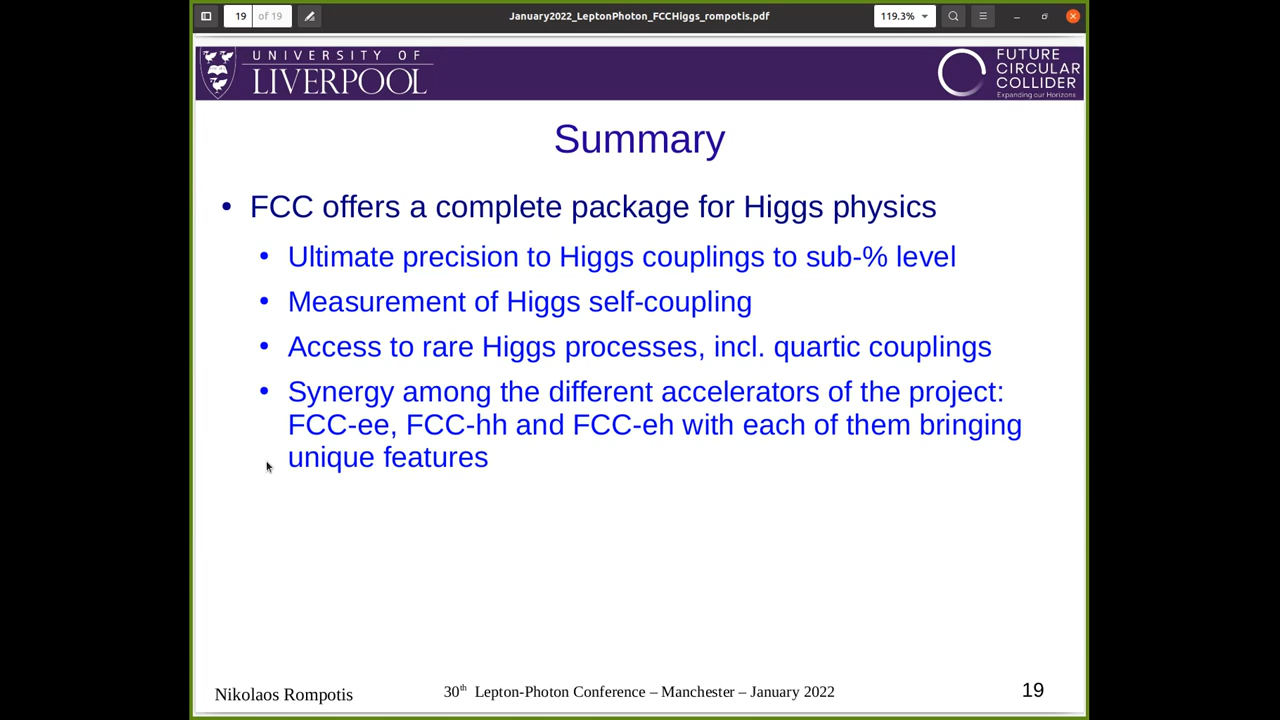 19 of 19
January2022_LeptonPhoton_FCCHiggs_rompotis.pdf
119.3%
UNIVERSITY OF
LIVERPOOL
FUTURE
CIRCULAR
COLLIDER
Expanding our Horizons
Summary
• FCC offers a complete package for Higgs physics
• Ultimate precision to Higgs couplings to sub-% level
• Measurement of Higgs self-coupling
• Access to rare Higgs processes, incl. quartic couplings
• Synergy among the different accelerators of the project:
FCC-ee, FCC-hh and FCC-eh with each of them bringing
unique features
Nikolaos Rompotis
30th Lepton-Photon Conference – Manchester – January 2022
19